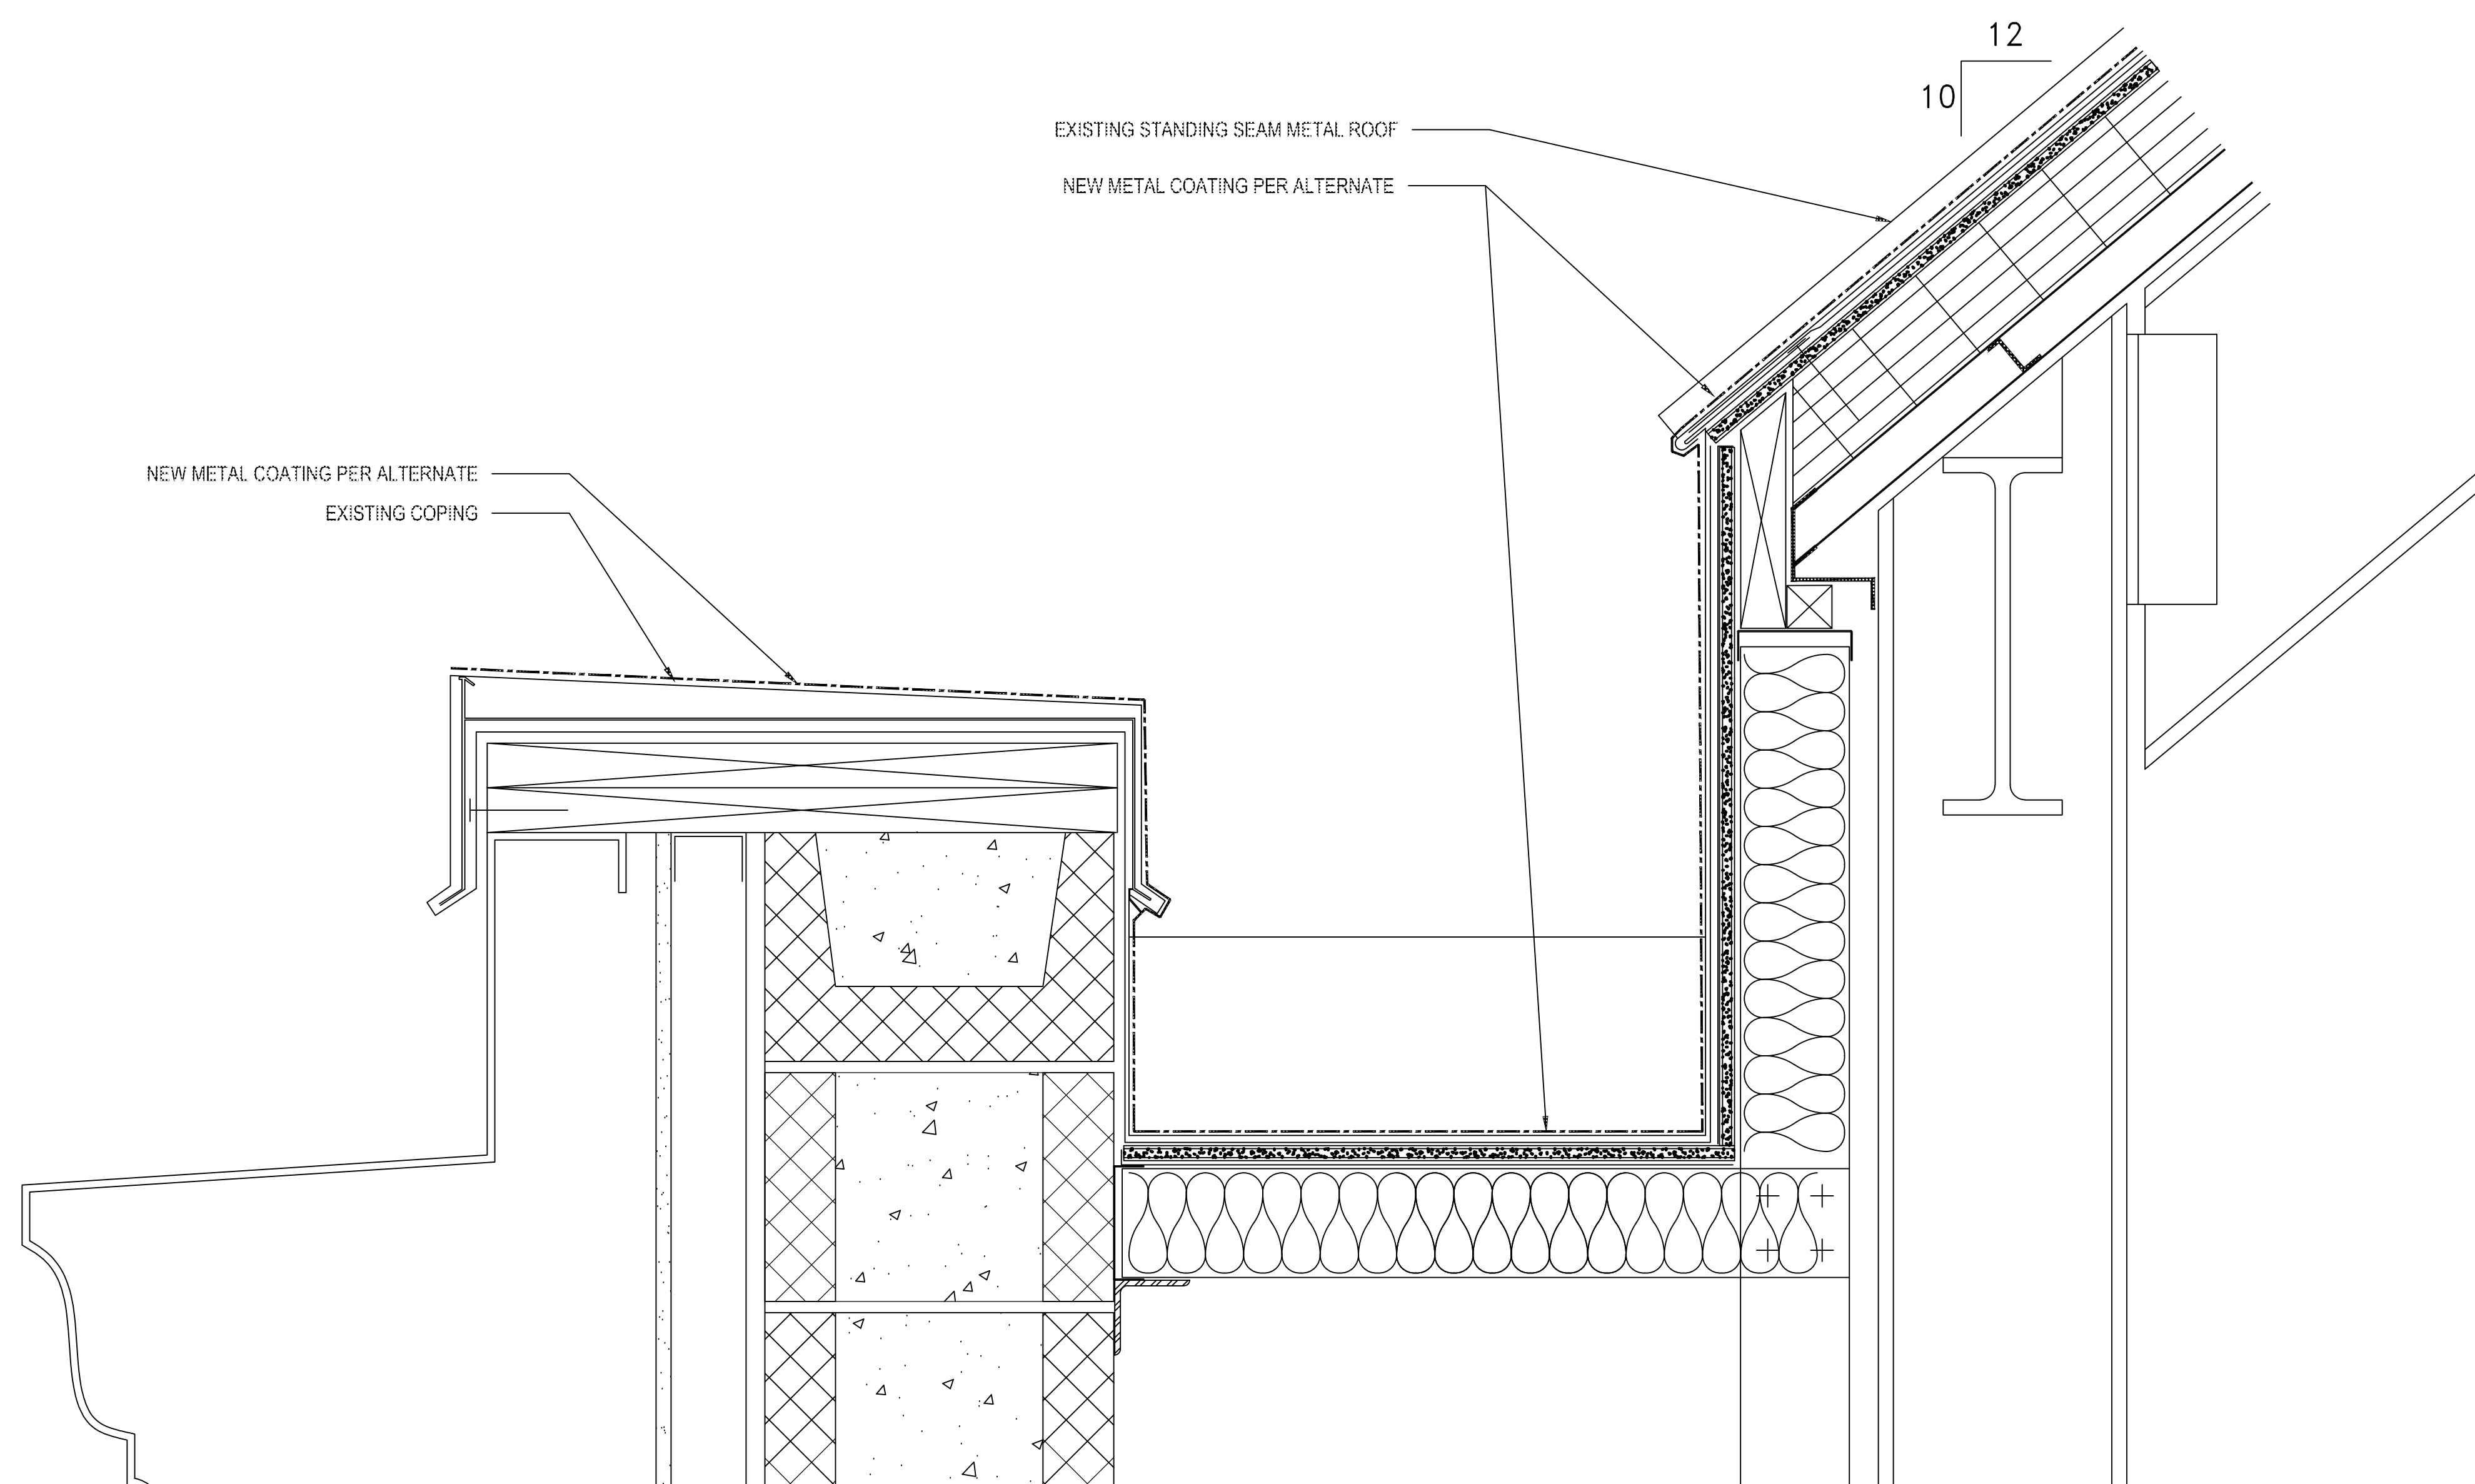 12
10
EXISTING STANDING SEAM METAL ROOF
NEW METAL COATING PER ALTERNATE
NEW METAL COATING PER ALTERNATE
EXISTING COPING